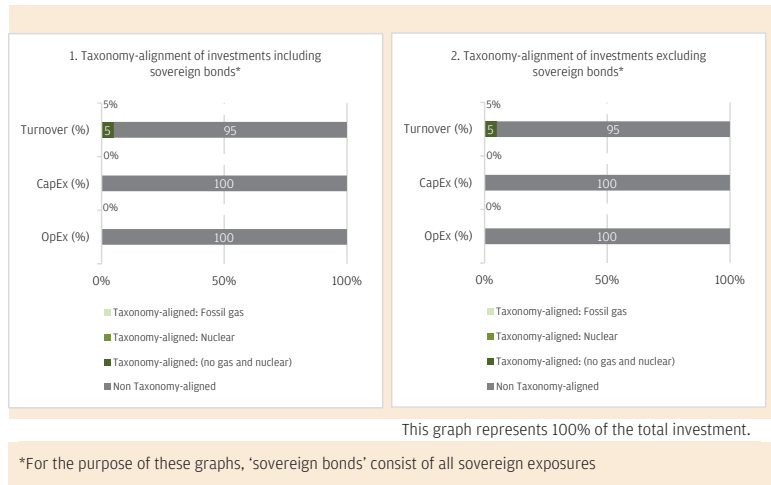 1. Taxonomy-alignment of investments including
sovereign bonds*
5%
Turnover (%)
5
95
0%
CapEx (%)
100
0%
OpEx (%)
100
0%
50%
100%
Taxonomy-aligned: Fossil gas
Taxonomy-aligned: Nuclear
Taxonomy-aligned: (no gas and nuclear)
Non Taxonomy-aligned
2. Taxonomy-alignment of investments excluding
sovereign bonds*
5%
Turnover (%)
5
95
0%
CapEx (%)
100
0%
OpEx (%)
100
0%
50%
100%
Taxonomy-aligned: Fossil gas
Taxonomy-aligned: Nuclear
Taxonomy-aligned: (no gas and nuclear)
Non Taxonomy-aligned
This graph represents 100% of the total investment.
*For the purpose of these graphs, ‘sovereign bonds’ consist of all sovereign exposures